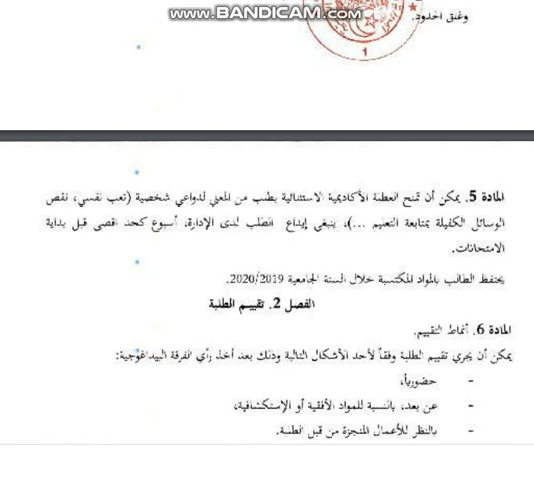 www.BANDICAM.com
وغلق الحدود.
1
المادة 5. يمكن أن تمنح العطلة الأكاديمية الاستثنائية بطلب من المعني لدواعي شخصية (تعب نفسي، نقص
الوسائل الكفيلة بمتابعة التعليم ...)، ينبغي إيداع الطلب لدى الإدارة، أسبوع كحد اقصى قبل بداية
الامتحانات.
يحتفظ الطالب بالمواد المكتسبة خلال السنة الجامعية 2020/2019.
الفصل 2. تقييم الطلبة
المادة 6. أنماط التقييم.
يمكن أن يجري تقييم الطلبة وفقاً لأحد الأشكال التالية وذلك بعد أخذ رأي الفرقة البيداغوجية:
- حضورياً،
- عن بعد، بالنسبة للمواد الأفقية أو الإستكشافية،
- بالنظر للأعمال المنجزة من قبل الطلبة.